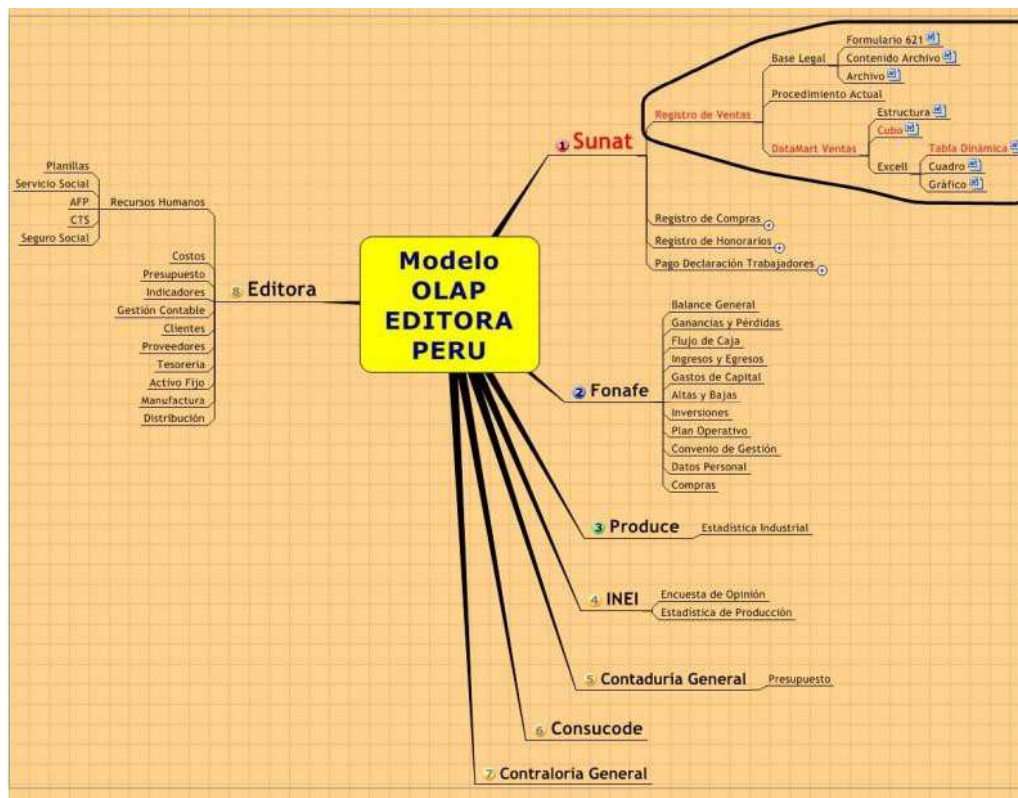 Modelo
OLAP
EDITORA
PERU
1 Sunat
Registro de Ventas
Base Legal
Formulario 621
Contenido Archivo
Archivo
Procedimiento Actual
DataMart Ventas
Estructura
Cubo
Excell
Tabla Dinámica
Cuadro
Gráfico
Registro de Compras
Registro de Honorarios
Pago Declaración Trabajadores
2 Fonafe
Balance General
Ganancias y Pérdidas
Flujo de Caja
Ingresos y Egresos
Gastos de Capital
Altas y Bajas
Inversiones
Plan Operativo
Convenio de Gestión
Datos Personal
Compras
3 Produce
Estadística Industrial
4 INEI
Encuesta de Opinión
Estadística de Producción
5 Contaduria General
Presupuesto
6 Consucode
7 Contraloria General
8 Editora
Recursos Humanos
Planillas
Servicio Social
AFP
CTS
Seguro Social
Costos
Presupuesto
Indicadores
Gestión Contable
Clientes
Proveedores
Tesoreria
Activo Fijo
Manufactura
Distribución